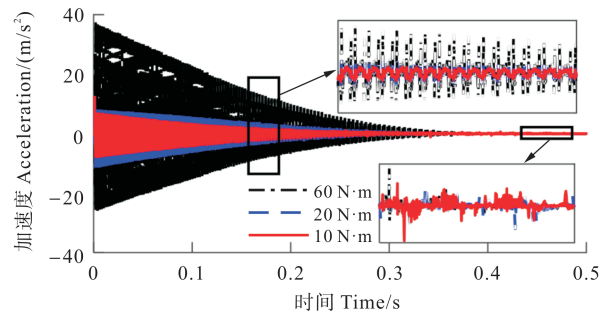 加速度 Acceleration/(m/s²)
40
20
0
−20
−40
60 N·m
20 N·m
10 N·m
0
0.1
0.2
0.3
0.4
0.5
时间 Time/s